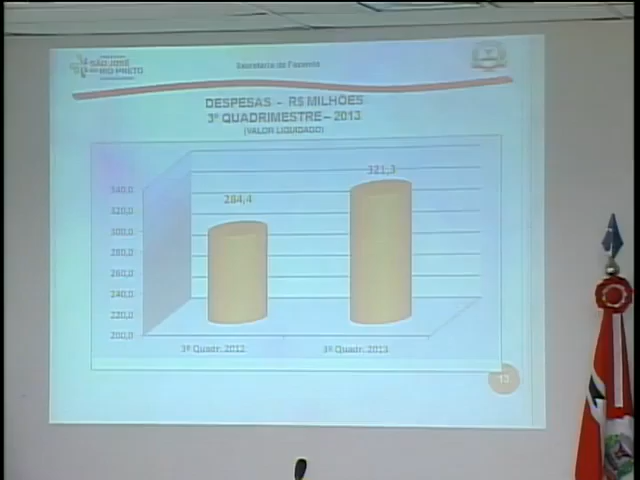 SÃO JOSÉ
DO RIO PRETO
Secretaria da Fazenda
DESPESAS - R$ MILHÕES
3º QUADRIMESTRE – 2013
(VALOR LIQUIDADO)
340,0
320,0
300,0
280,0
260,0
240,0
220,0
200,0
284,4
321,3
3º Quadr. 2012
3º Quadr. 2013
13